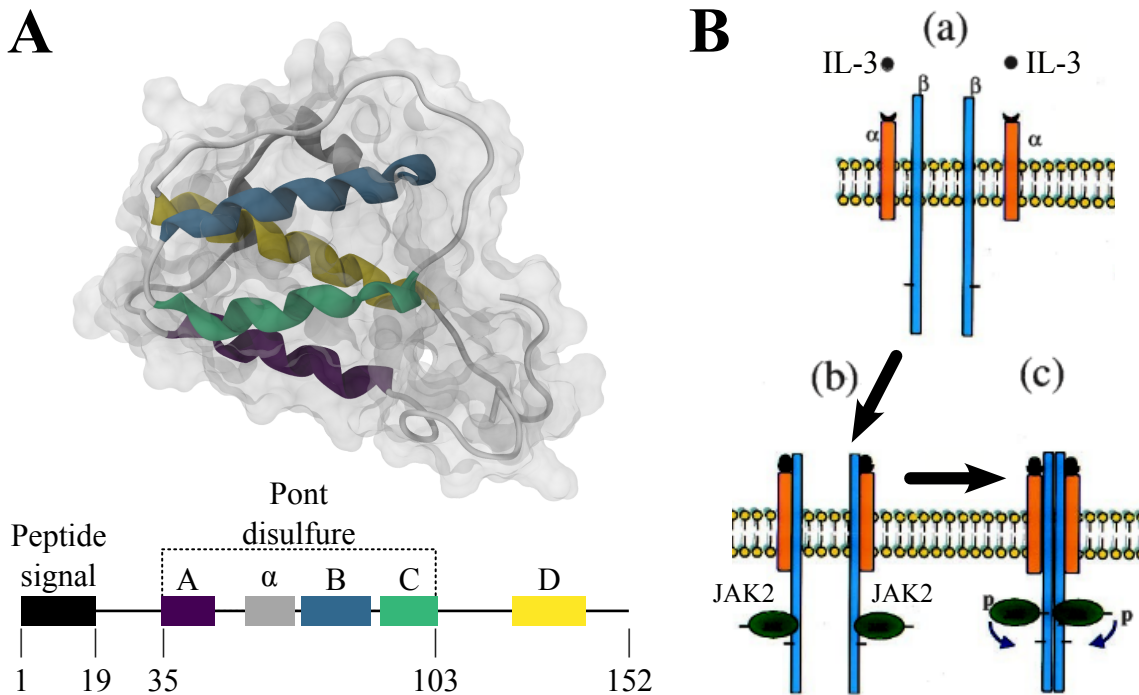 A
Pont
disulfure
Peptide
signal
A
α
B
C
D
1
19
35
103
152
B
(a)
IL-3
IL-3
β
β
α
α
(b)
(c)
JAK2
JAK2
p
p